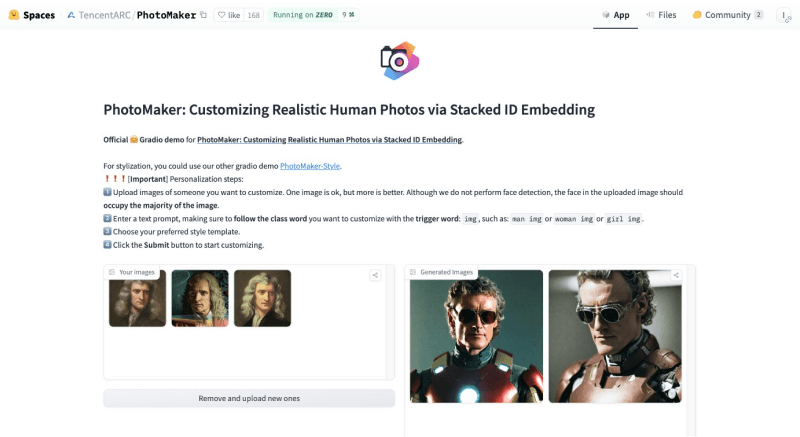 Spaces TencentARC/PhotoMaker like 168 Running on ZERO 9 App Files Community 2
PhotoMaker: Customizing Realistic Human Photos via Stacked ID Embedding
Official Gradio demo for PhotoMaker: Customizing Realistic Human Photos via Stacked ID Embedding.
For stylization, you could use our other gradio demo PhotoMaker-Style.
❗❗❗[Important] Personalization steps:
1️⃣ Upload images of someone you want to customize. One image is ok, but more is better. Although we do not perform face detection, the face in the uploaded image should
occupy the majority of the image.
2️⃣ Enter a text prompt, making sure to follow the class word you want to customize with the trigger word: img, such as: man img or woman img or girl img.
3️⃣ Choose your preferred style template.
4️⃣ Click the Submit button to start customizing.
Your images
Generated Images
Remove and upload new ones